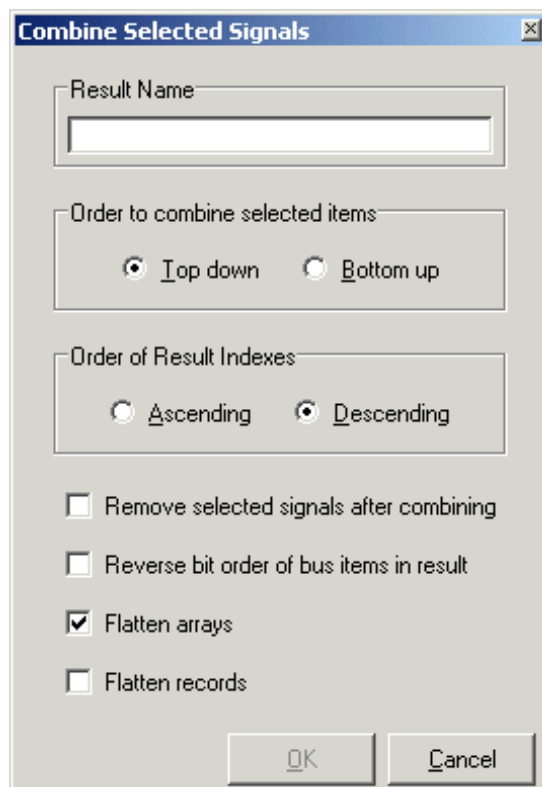 Combine Selected Signals
Result Name
Order to combine selected items
Top down Bottom up
Order of Result Indexes
Ascending Descending
Remove selected signals after combining
Reverse bit order of bus items in result
Flatten arrays
Flatten records
OK Cancel